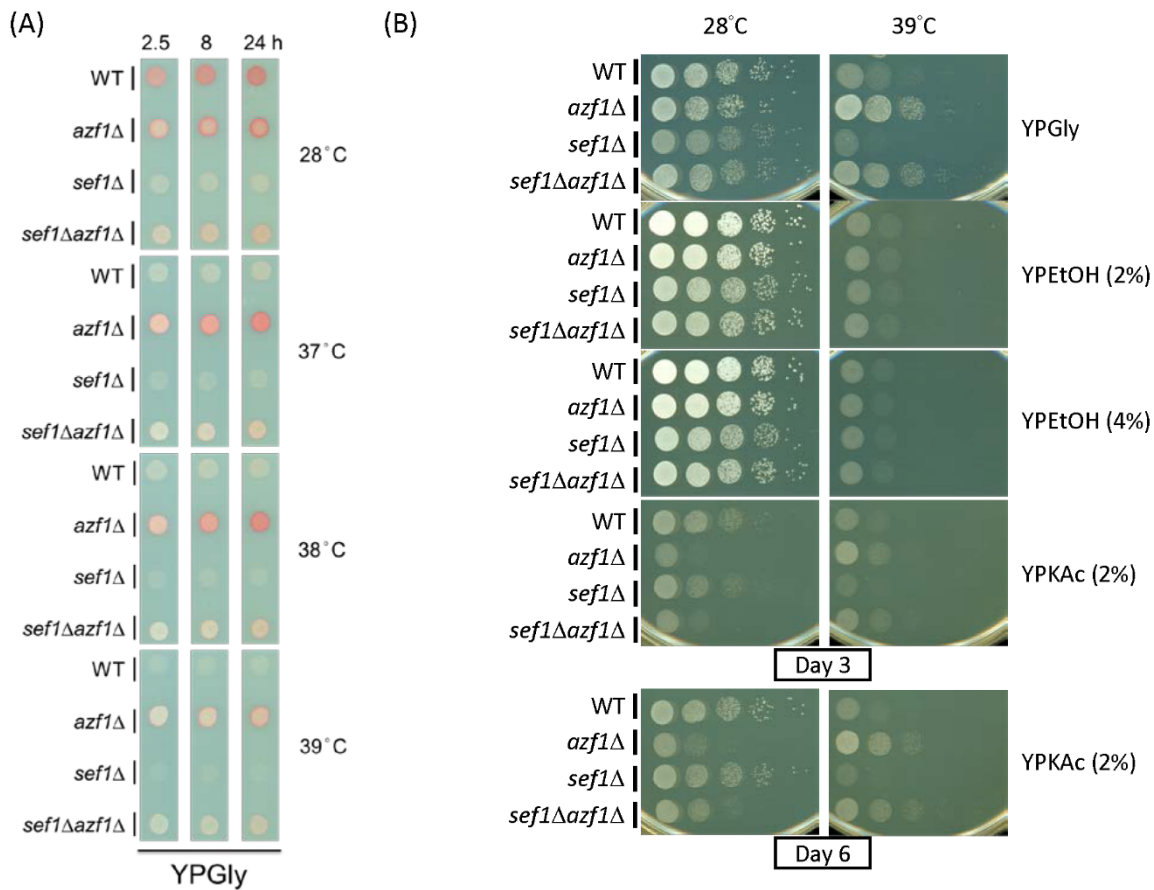 (A)
2.5 8 24 h
WT
azf1Δ
sef1Δ
sef1Δazf1Δ
28°C
WT
azf1Δ
sef1Δ
sef1Δazf1Δ
37°C
WT
azf1Δ
sef1Δ
sef1Δazf1Δ
38°C
WT
azf1Δ
sef1Δ
sef1Δazf1Δ
39°C
YPGly
(B)
28°C 39°C
WT
azf1Δ
sef1Δ
sef1Δazf1Δ
YPGly
WT
azf1Δ
sef1Δ
sef1Δazf1Δ
YPEtOH (2%)
WT
azf1Δ
sef1Δ
sef1Δazf1Δ
YPEtOH (4%)
WT
azf1Δ
sef1Δ
sef1Δazf1Δ
YPKAc (2%)
Day 3
WT
azf1Δ
sef1Δ
sef1Δazf1Δ
YPKAc (2%)
Day 6